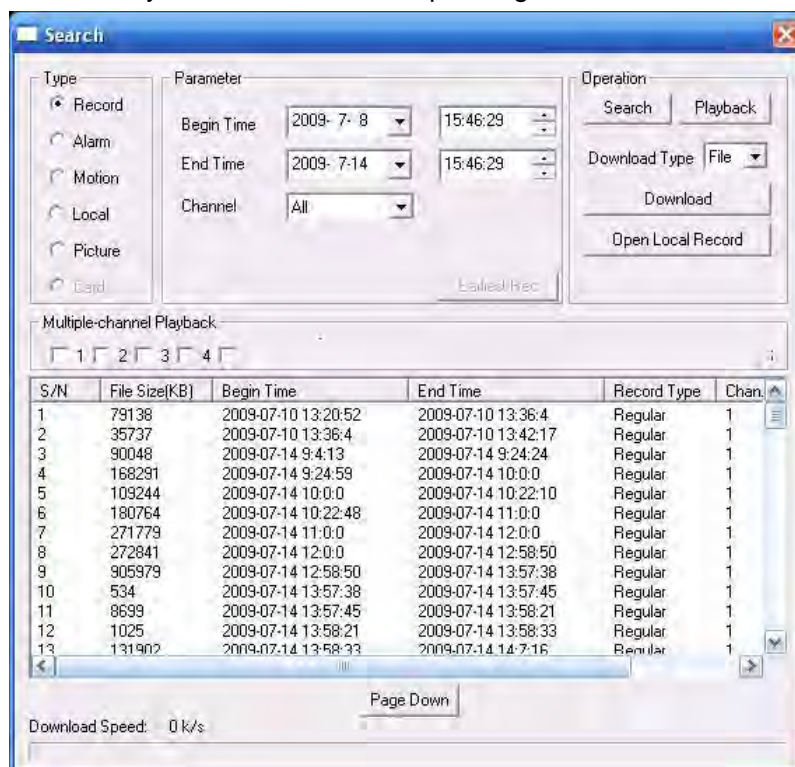 Search
Type
Record
Alarm
Motion
Local
Picture
Card
Parameter
Begin Time 2009- 7- 8 15:46:29
End Time 2009- 7-14 15:46:29
Channel All
Earliest Rec
Operation
Search Playback
Download Type File
Download
Open Local Record
Multiple-channel Playback
1 2 3 4
S/N File Size(KB) Begin Time End Time Record Type Chan.
1 79138 2009-07-10 13:20:52 2009-07-10 13:36:4 Regular 1
2 35737 2009-07-10 13:36:4 2009-07-10 13:42:17 Regular 1
3 90048 2009-07-14 9:4:13 2009-07-14 9:24:24 Regular 1
4 168291 2009-07-14 9:24:59 2009-07-14 10:0:0 Regular 1
5 109244 2009-07-14 10:0:0 2009-07-14 10:22:10 Regular 1
6 180764 2009-07-14 10:22:48 2009-07-14 11:0:0 Regular 1
7 271779 2009-07-14 11:0:0 2009-07-14 12:0:0 Regular 1
8 272841 2009-07-14 12:0:0 2009-07-14 12:58:50 Regular 1
9 905979 2009-07-14 12:58:50 2009-07-14 13:57:38 Regular 1
10 534 2009-07-14 13:57:38 2009-07-14 13:57:45 Regular 1
11 8699 2009-07-14 13:57:45 2009-07-14 13:58:21 Regular 1
12 1025 2009-07-14 13:58:21 2009-07-14 13:58:33 Regular 1
13 131902 2009-07-14 13:58:33 2009-07-14 14:7:16 Regular 1
Page Down
Download Speed: 0 k/s